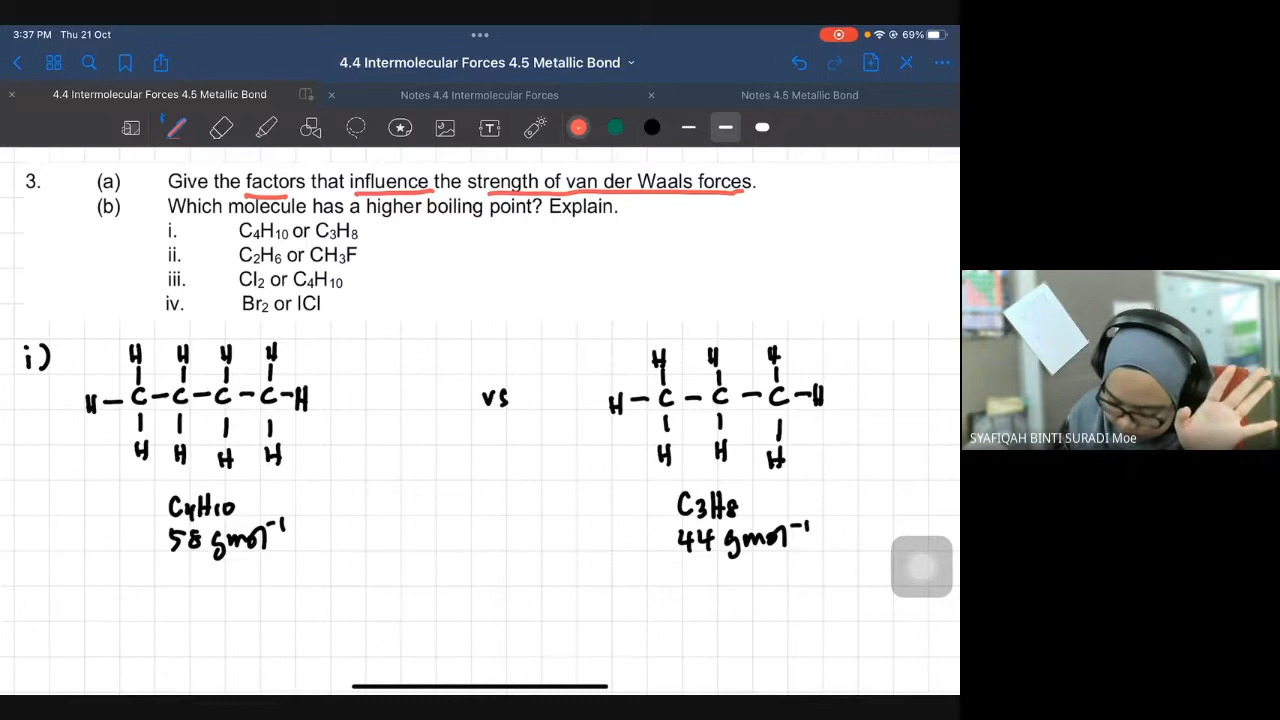 3:37 PM Thu 21 Oct
69%
4.4 Intermolecular Forces 4.5 Metallic Bond
4.4 Intermolecular Forces 4.5 Metallic Bond
Notes 4.4 Intermolecular Forces
Notes 4.5 Metallic Bond
3. (a) Give the factors that influence the strength of van der Waals forces.
(b) Which molecule has a higher boiling point? Explain.
i. C₄H₁₀ or C₃H₈
ii. C₂H₆ or CH₃F
iii. Cl₂ or C₄H₁₀
iv. Br₂ or ICl
i)
H H H H
H–C–C–C–C–H
H H H H
C4H10
58 gmol⁻¹
vs
H H H
H–C–C–C–H
H H H
C3H8
44 gmol⁻¹
SYAFIQAH BINTI SURADI Moe